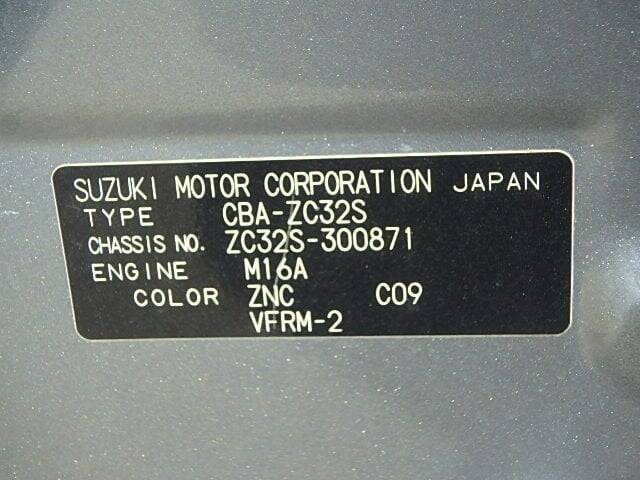 SUZUKI MOTOR CORPORATION JAPAN
TYPE CBA-ZC32S
CHASSIS NO. ZC32S-300871
ENGINE M16A
COLOR ZNC C09
VFRM-2